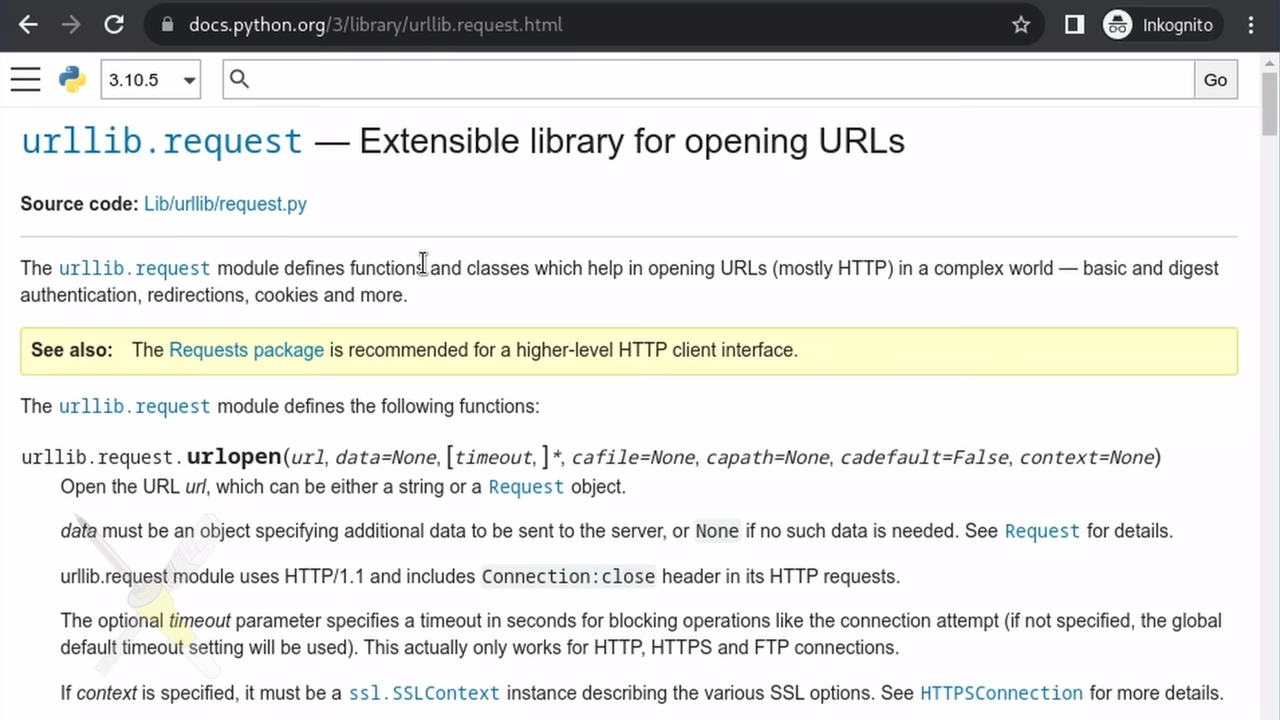 docs.python.org/3/library/urllib.request.html
Inkognito
3.10.5
Go
urllib.request — Extensible library for opening URLs
Source code: Lib/urllib/request.py
The urllib.request module defines functions and classes which help in opening URLs (mostly HTTP) in a complex world — basic and digest
authentication, redirections, cookies and more.
See also: The Requests package is recommended for a higher-level HTTP client interface.
The urllib.request module defines the following functions:
urllib.request.urlopen(url, data=None, [timeout, ]*, cafile=None, capath=None, cadefault=False, context=None)
Open the URL url, which can be either a string or a Request object.
data must be an object specifying additional data to be sent to the server, or None if no such data is needed. See Request for details.
urllib.request module uses HTTP/1.1 and includes Connection:close header in its HTTP requests.
The optional timeout parameter specifies a timeout in seconds for blocking operations like the connection attempt (if not specified, the global
default timeout setting will be used). This actually only works for HTTP, HTTPS and FTP connections.
If context is specified, it must be a ssl.SSLContext instance describing the various SSL options. See HTTPSConnection for more details.